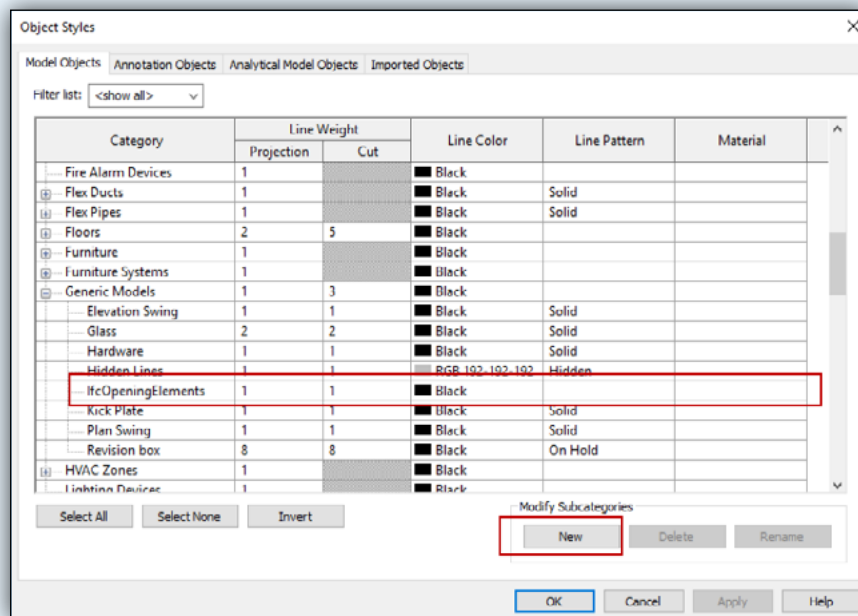 Object Styles
Model Objects Annotation Objects Analytical Model Objects Imported Objects
Filter list: <show all>
Category Line Weight Line Color Line Pattern Material
Projection Cut
Fire Alarm Devices 1 Black
Flex Ducts 1 Black Solid
Flex Pipes 1 Black Solid
Floors 2 5 Black
Furniture 1 Black
Furniture Systems 1 Black
Generic Models 1 3 Black
Elevation Swing 1 1 Black Solid
Glass 2 2 Black Solid
Hardware 1 1 Black Solid
Hidden Lines 1 1 RGB 192-192-192 Hidden
IfcOpeningElements 1 1 Black
Kick Plate 1 1 Black Solid
Plan Swing 1 1 Black Solid
Revision box 8 8 Black On Hold
HVAC Zones 1 Black
Lighting Devices 1 Black
Select All Select None Invert
Modify Subcategories
New Delete Rename
OK Cancel Apply Help